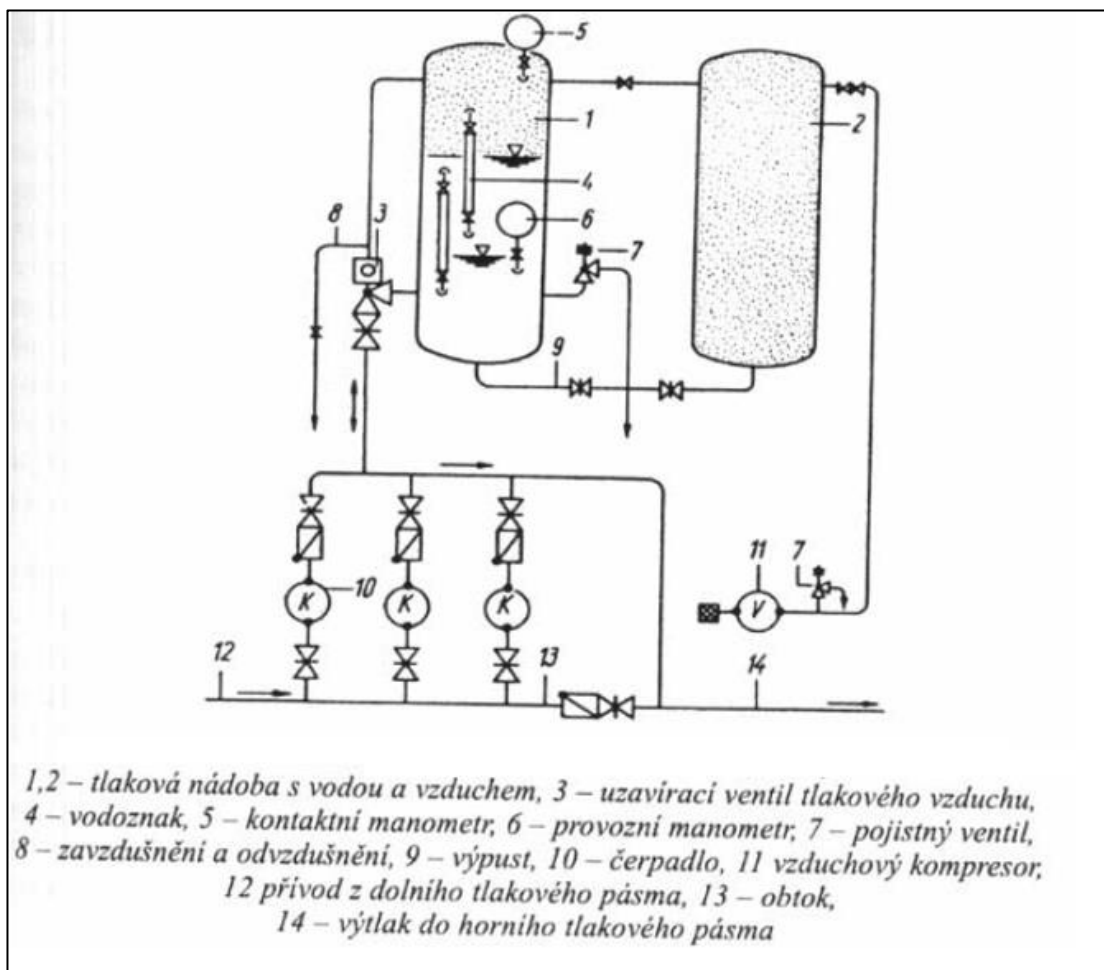 5
1
2
4
8 3
6
7
9
10
K K K
11 7
V
12
13
14
1,2 – tlaková nádoba s vodou a vzduchem, 3 – uzavírací ventil tlakového vzduchu,
4 – vodoznak, 5 – kontaktní manometr, 6 – provozní manometr, 7 – pojistný ventil,
8 – zavzdušnění a odvzdušnění, 9 – výpust, 10 – čerpadlo, 11 vzduchový kompresor,
12 přívod z dolního tlakového pásma, 13 – obtok,
14 – výtlak do horního tlakového pásma